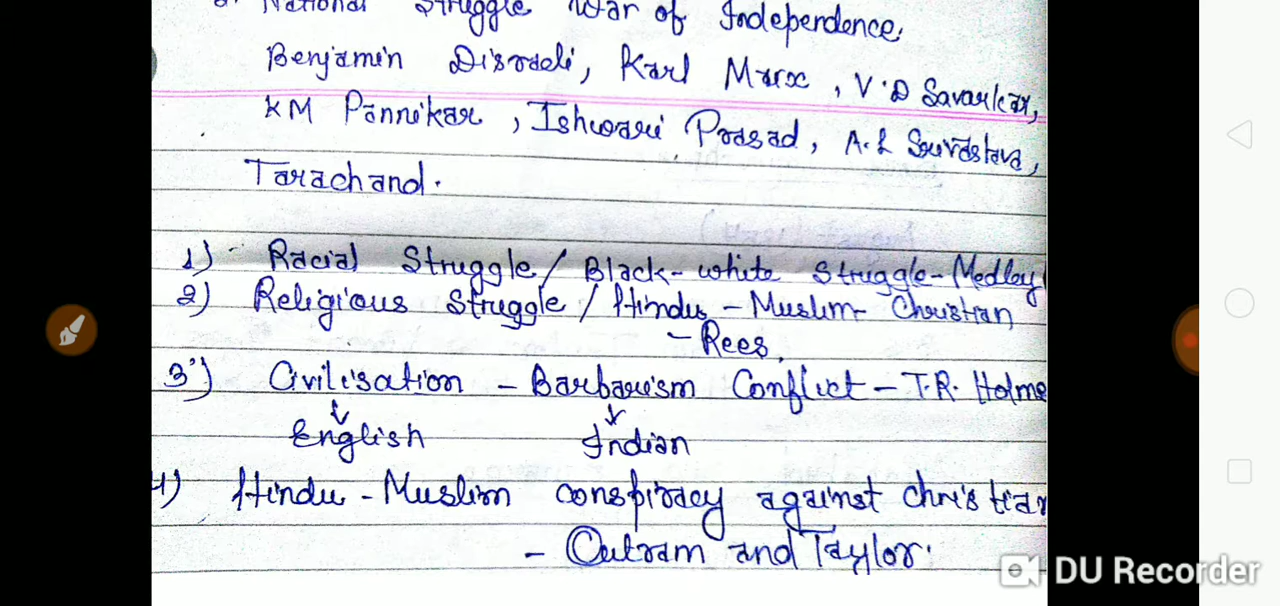 National Struggle War of Independence.
Benjamin Disraeli, Karl Marx, V.D Savarkar,
KM Pannikar, Ishwari Prasad, A.L Srivastava,
Tarachand.
1) Racial Struggle / Black-white Struggle-Medley
2) Religious Struggle / Hindu - Muslim - Christian
- Rees.
3) Civilisation - Barbarism Conflict - T.R. Holme
English Indian
4) Hindu - Muslim conspiracy against christian
- Outram and Taylor.
DU Recorder